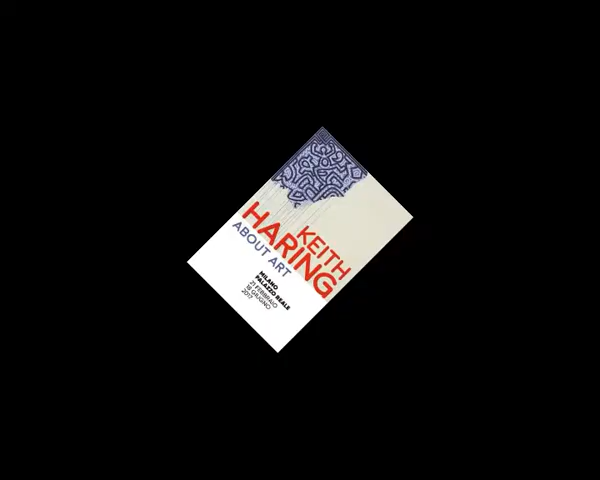 KEITH
HARING
ABOUT ART
MILANO
PALAZZO REALE
21 FEBBRAIO
18 GIUGNO
2017